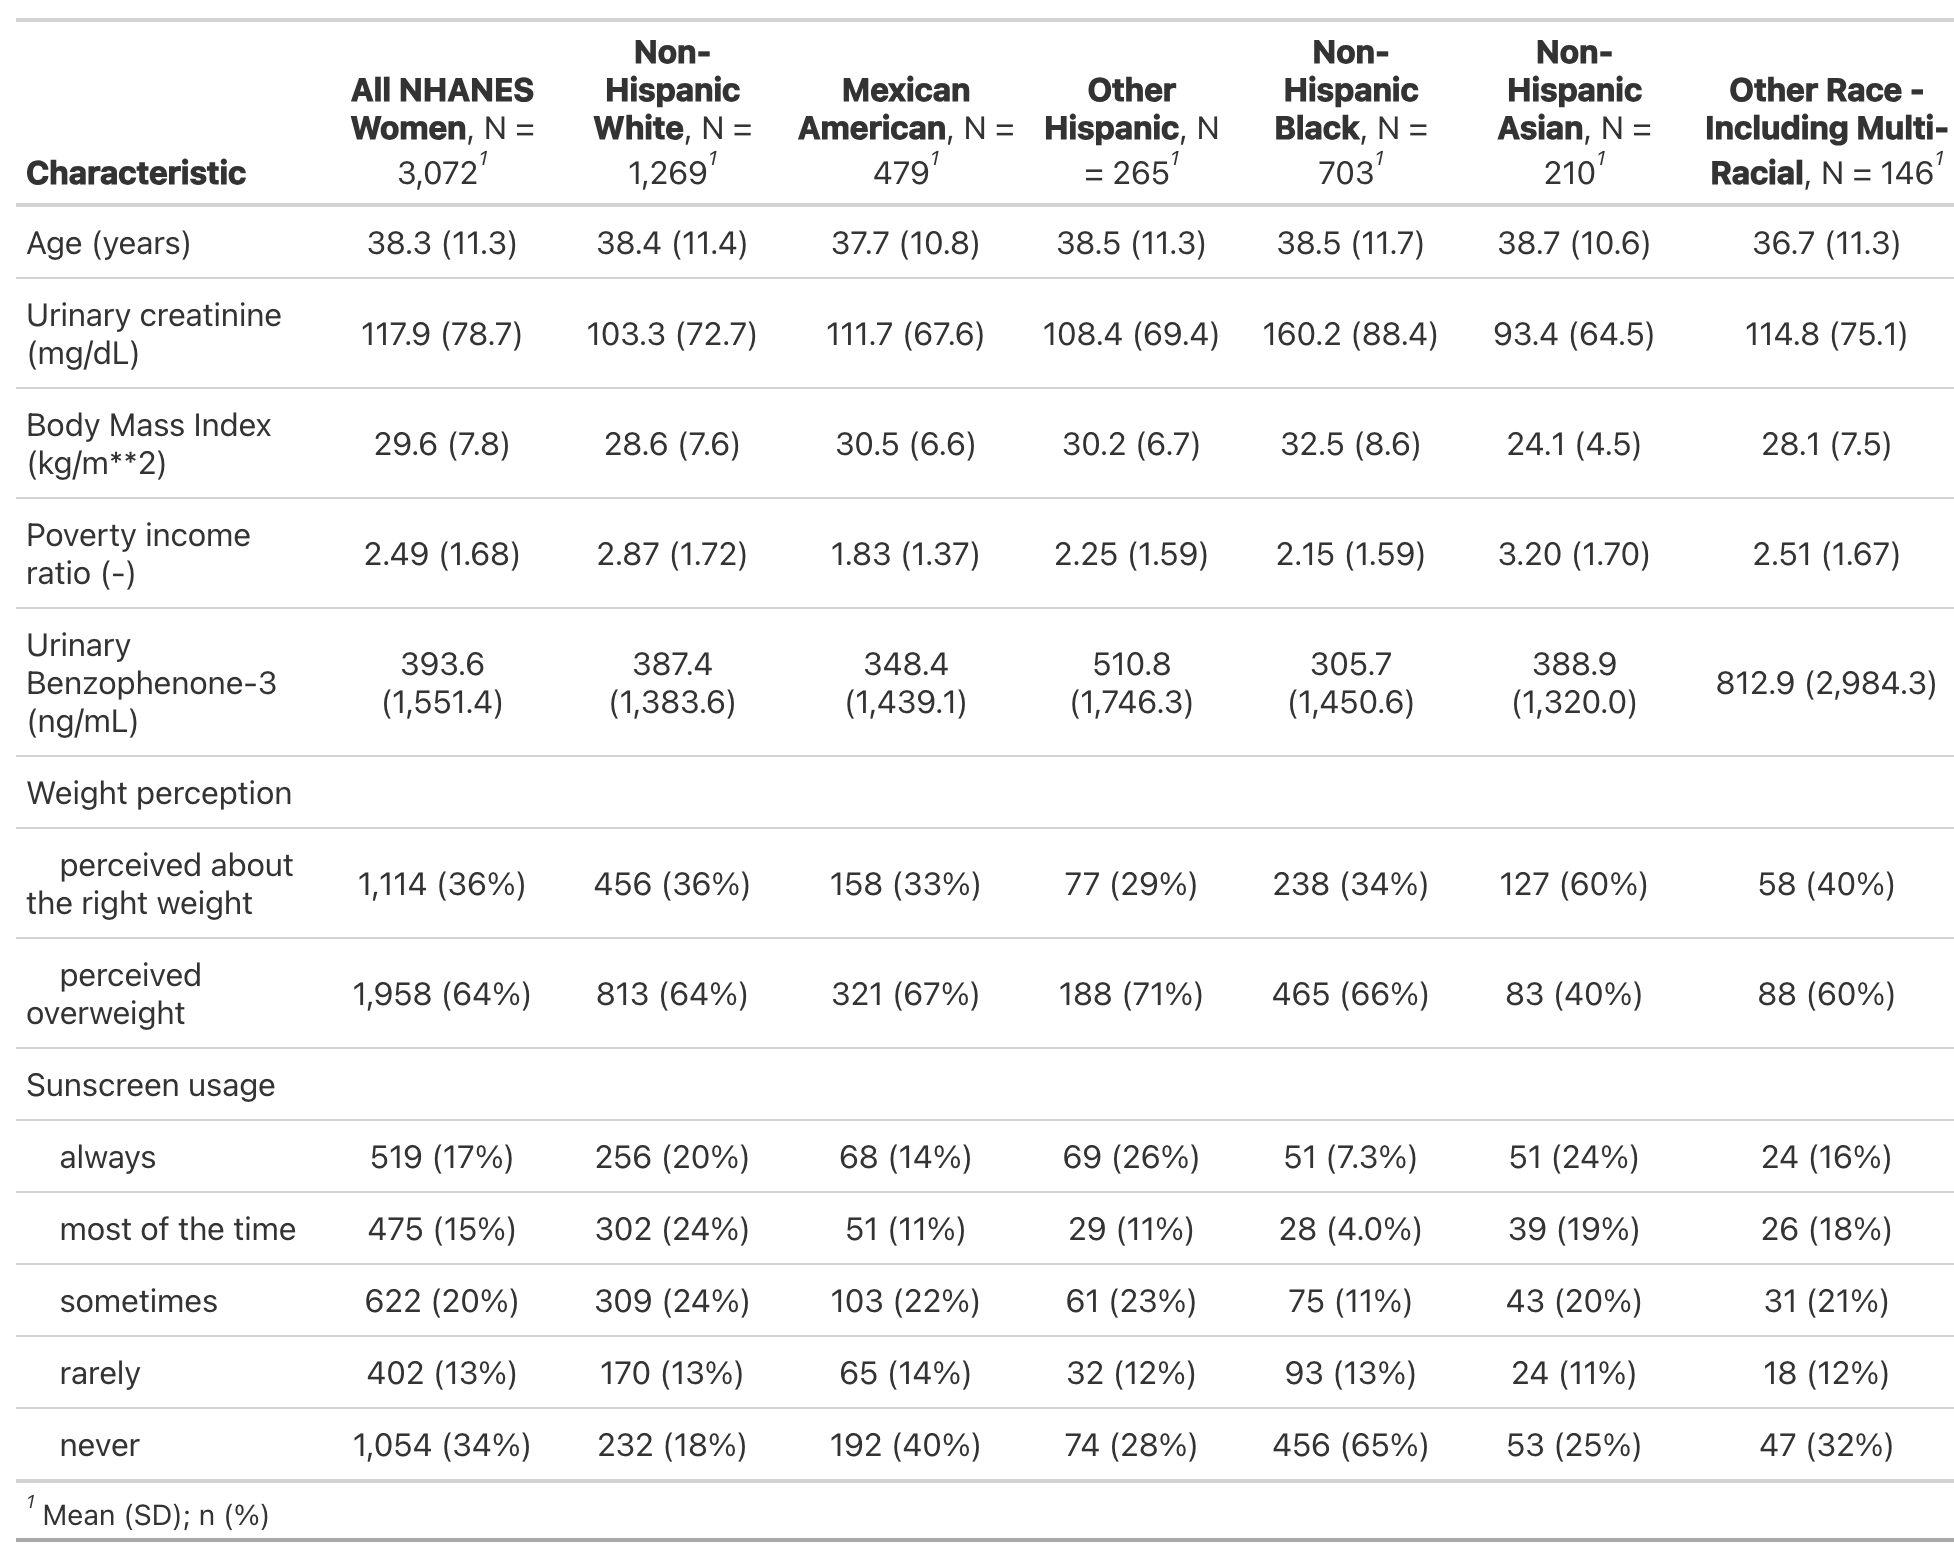 Characteristic All NHANES Women, N = 3,072¹ Non-Hispanic White, N = 1,269¹ Mexican American, N = 479¹ Other Hispanic, N = 265¹ Non-Hispanic Black, N = 703¹ Non-Hispanic Asian, N = 210¹ Other Race - Including Multi-Racial, N = 146¹
Age (years) 38.3 (11.3) 38.4 (11.4) 37.7 (10.8) 38.5 (11.3) 38.5 (11.7) 38.7 (10.6) 36.7 (11.3)
Urinary creatinine (mg/dL) 117.9 (78.7) 103.3 (72.7) 111.7 (67.6) 108.4 (69.4) 160.2 (88.4) 93.4 (64.5) 114.8 (75.1)
Body Mass Index (kg/m**2) 29.6 (7.8) 28.6 (7.6) 30.5 (6.6) 30.2 (6.7) 32.5 (8.6) 24.1 (4.5) 28.1 (7.5)
Poverty income ratio (-) 2.49 (1.68) 2.87 (1.72) 1.83 (1.37) 2.25 (1.59) 2.15 (1.59) 3.20 (1.70) 2.51 (1.67)
Urinary Benzophenone-3 (ng/mL) 393.6 (1,551.4) 387.4 (1,383.6) 348.4 (1,439.1) 510.8 (1,746.3) 305.7 (1,450.6) 388.9 (1,320.0) 812.9 (2,984.3)
Weight perception
perceived about the right weight 1,114 (36%) 456 (36%) 158 (33%) 77 (29%) 238 (34%) 127 (60%) 58 (40%)
perceived overweight 1,958 (64%) 813 (64%) 321 (67%) 188 (71%) 465 (66%) 83 (40%) 88 (60%)
Sunscreen usage
always 519 (17%) 256 (20%) 68 (14%) 69 (26%) 51 (7.3%) 51 (24%) 24 (16%)
most of the time 475 (15%) 302 (24%) 51 (11%) 29 (11%) 28 (4.0%) 39 (19%) 26 (18%)
sometimes 622 (20%) 309 (24%) 103 (22%) 61 (23%) 75 (11%) 43 (20%) 31 (21%)
rarely 402 (13%) 170 (13%) 65 (14%) 32 (12%) 93 (13%) 24 (11%) 18 (12%)
never 1,054 (34%) 232 (18%) 192 (40%) 74 (28%) 456 (65%) 53 (25%) 47 (32%)
¹ Mean (SD); n (%)